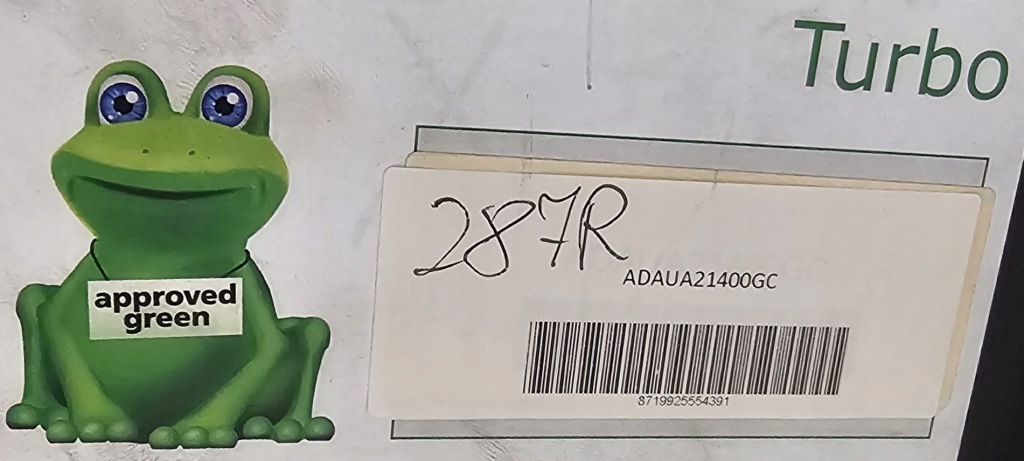 Turbo
approved
green
287R
ADAUA21400GC
8719925554391